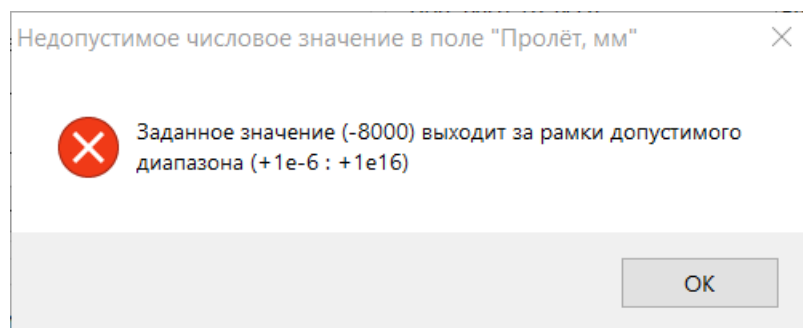 Недопустимое числовое значение в поле "Пролёт, мм"
Заданное значение (-8000) выходит за рамки допустимого
диапазона (+1e-6 : +1e16)
OK